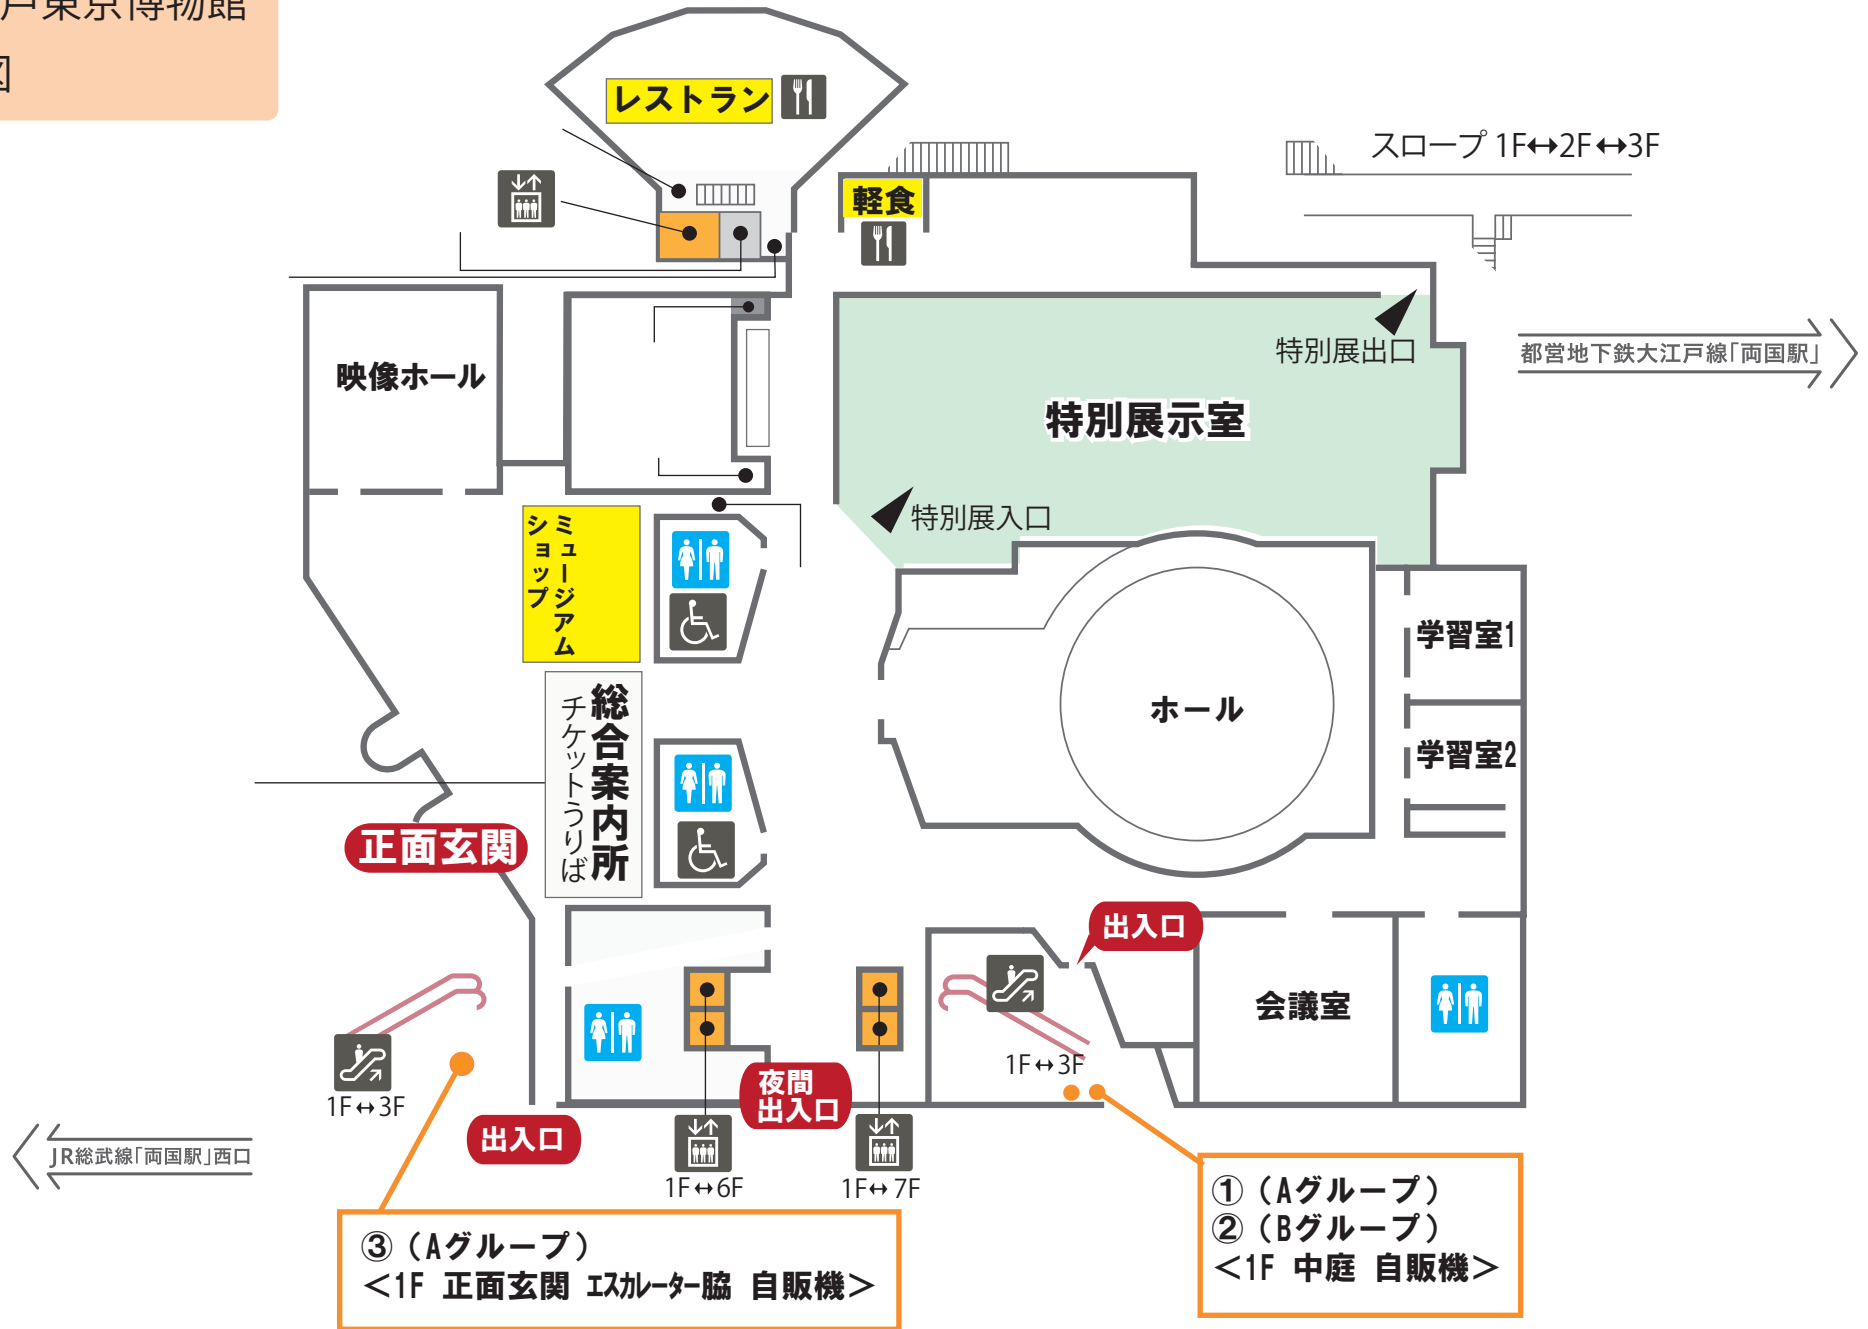 戸東京博物館
図
レストラン
スロープ 1F↔2F↔3F
軽食
映像ホール
特別展出口
都営地下鉄大江戸線「両国駅」
特別展示室
特別展入口
ミュージアム
ショップ
学習室1
総合案内所
チケットうりば
ホール
学習室2
正面玄関
出入口
会議室
1F↔3F
1F↔3F
夜間
出入口
出入口
JR総武線「両国駅」西口
1F↔6F
1F↔7F
①（Aグループ）
②（Bグループ）
＜1F 中庭 自販機＞
③（Aグループ）
＜1F 正面玄関 エスカレーター脇 自販機＞